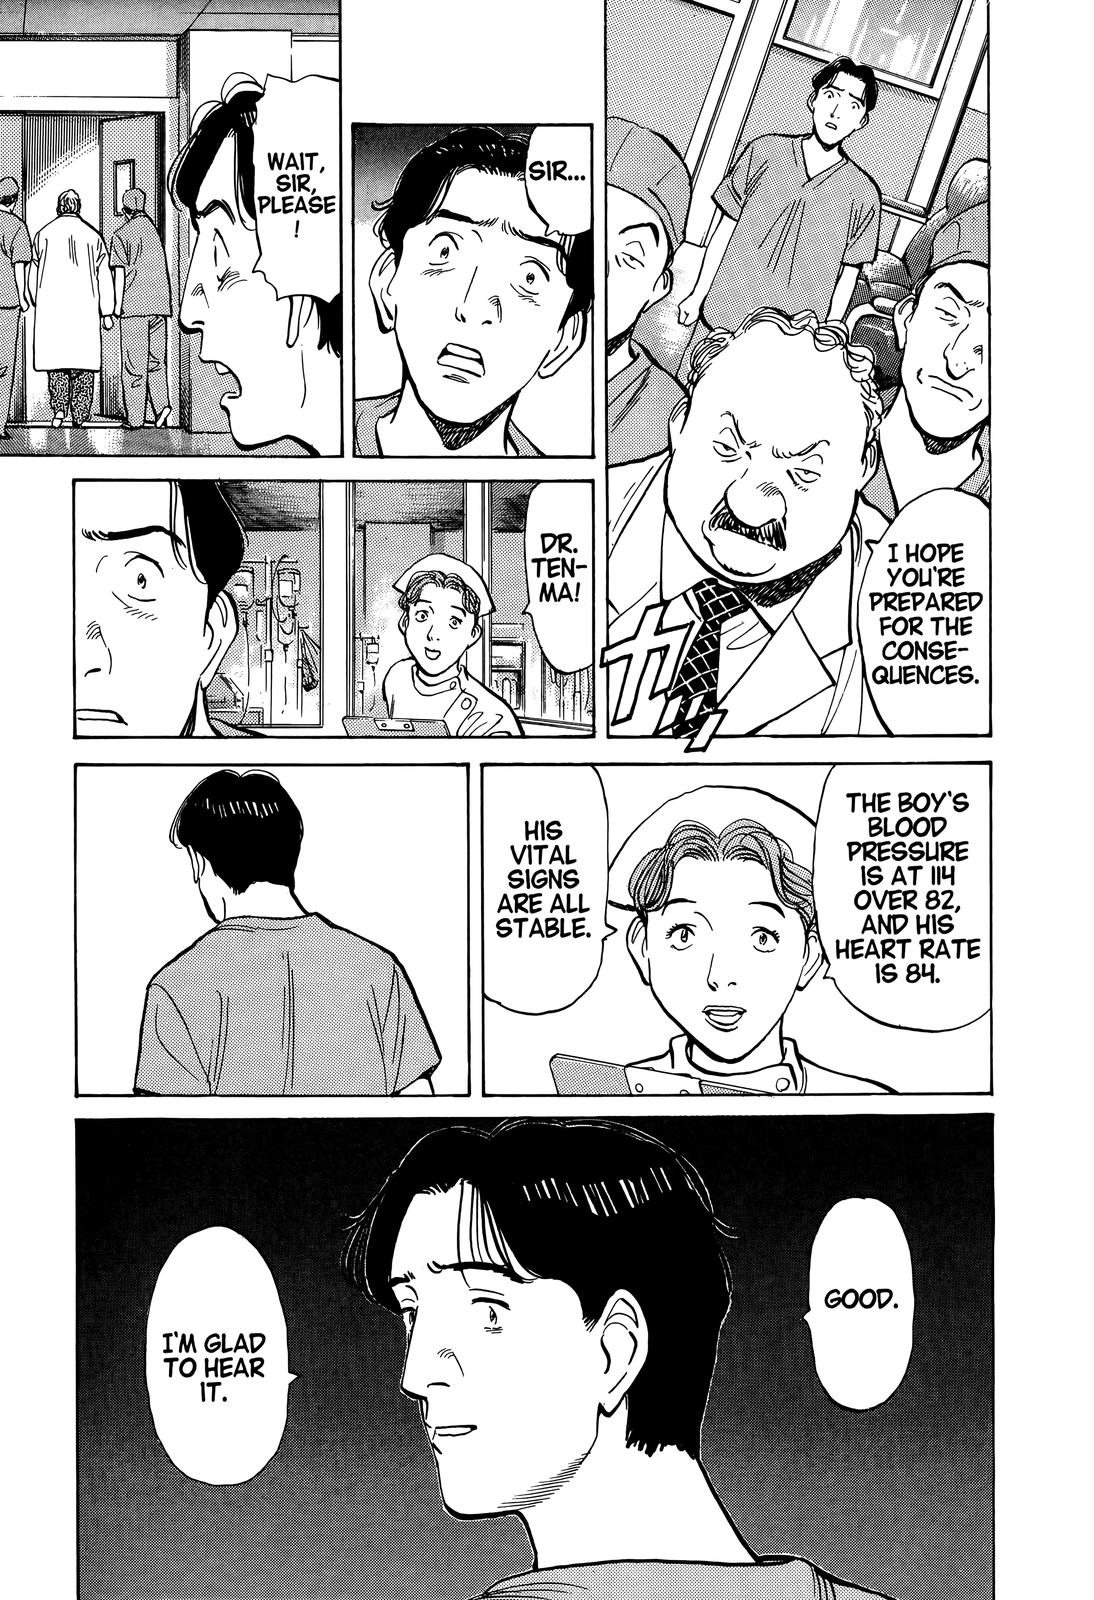 I HOPE
YOU'RE
PREPARED
FOR THE
CONSE-
QUENCES.
カッ
SIR...
WAIT,
SIR,
PLEASE
!
DR.
TEN-
MA!
THE BOY'S
BLOOD
PRESSURE
IS AT 114
OVER 82,
AND HIS
HEART RATE
IS 84.
HIS
VITAL
SIGNS
ARE ALL
STABLE.
GOOD.
I'M GLAD
TO HEAR
IT.